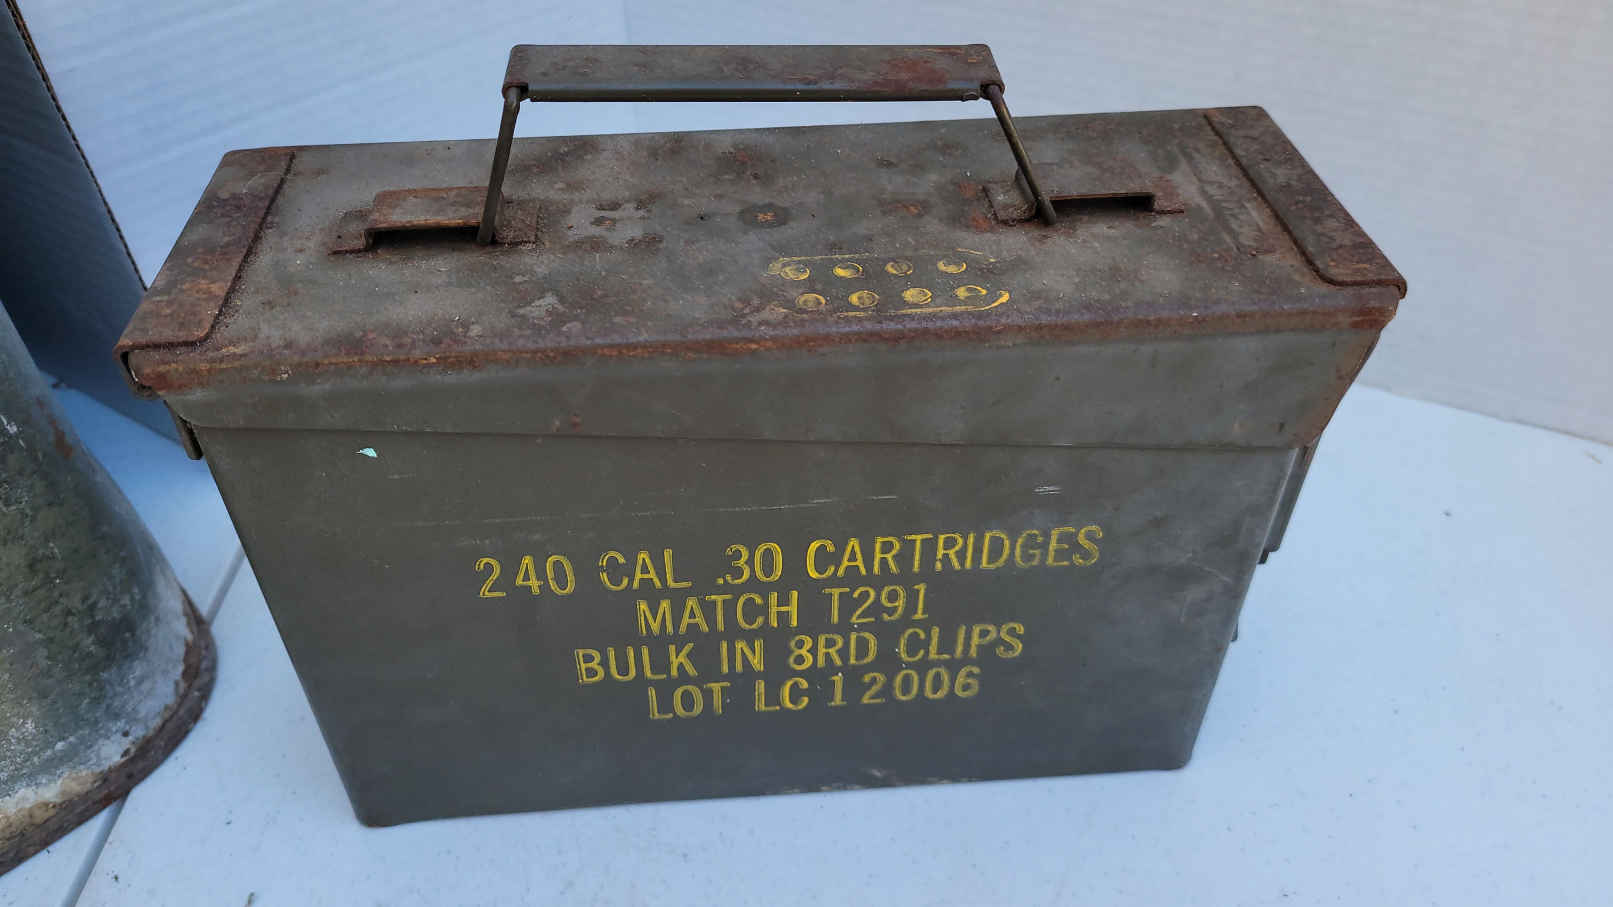 240 CAL .30 CARTRIDGES
MATCH T291
BULK IN 8RD CLIPS
LOT LC 12006